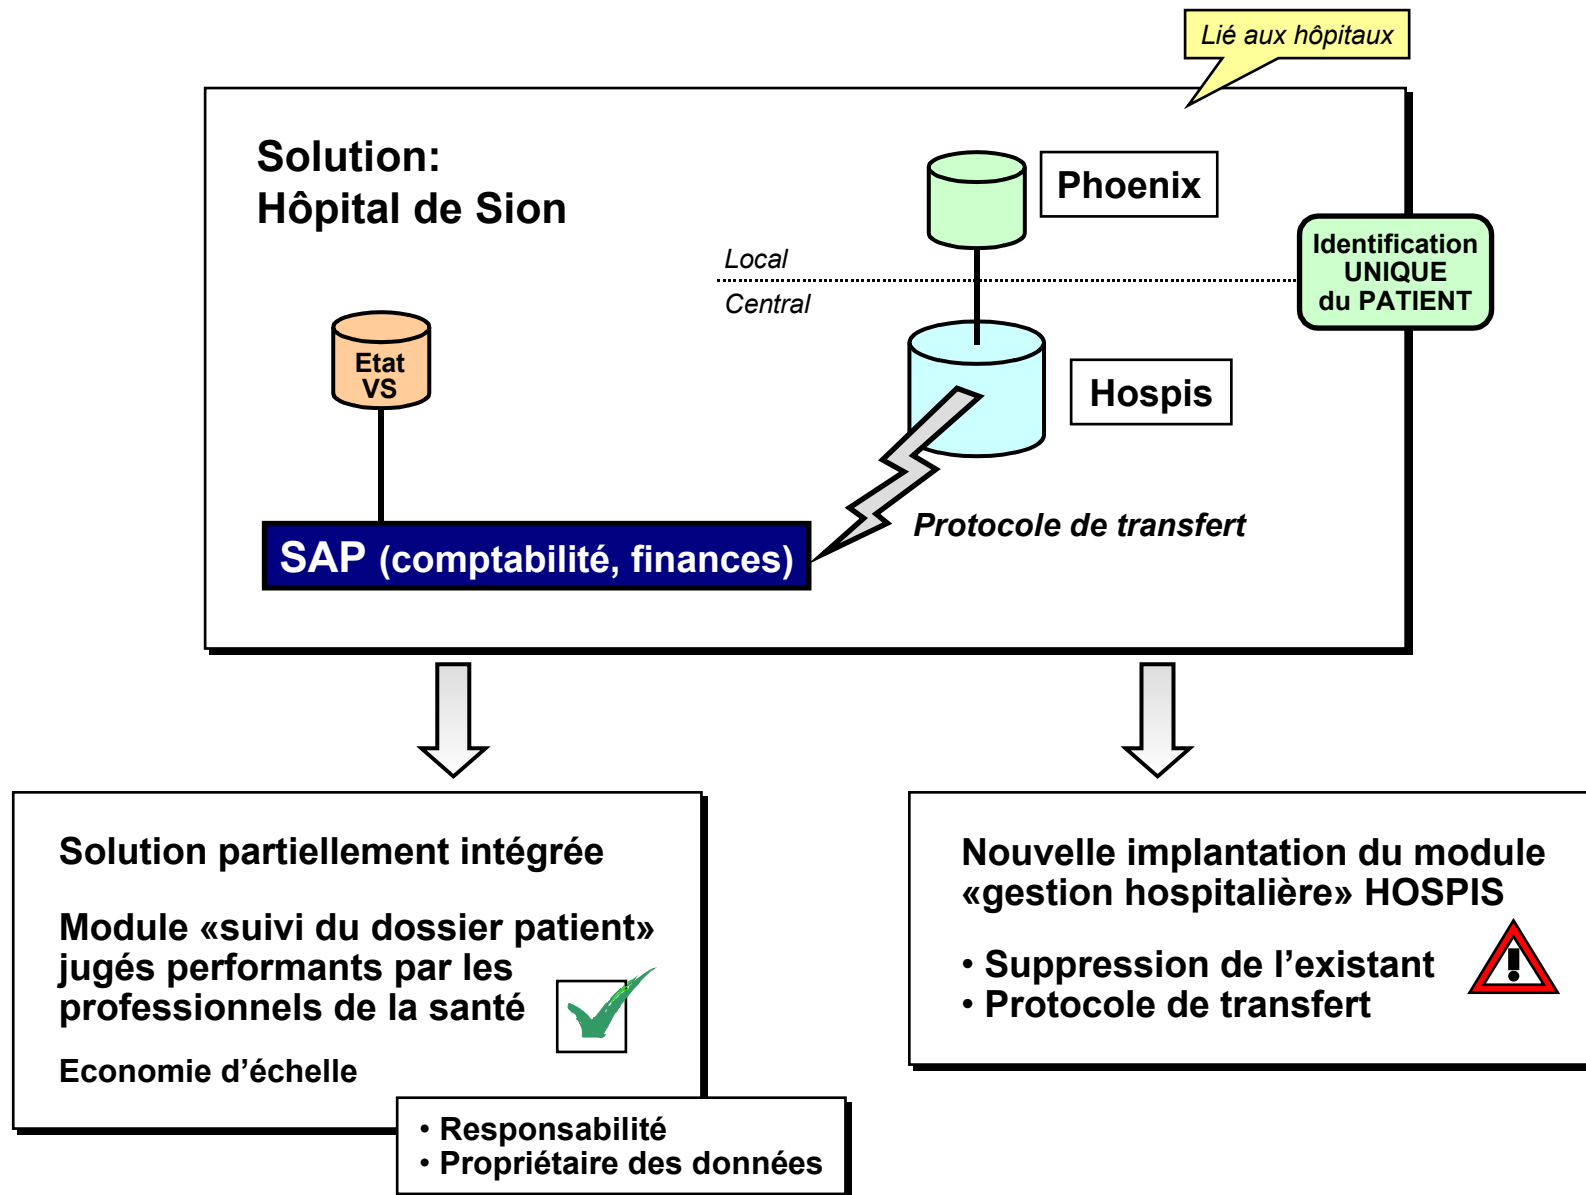 Lié aux hôpitaux
Solution:
Hôpital de Sion
Phoenix
Local
Central
Identification
UNIQUE
du PATIENT
Etat
VS
Hospis
Protocole de transfert
SAP (comptabilité, finances)
Solution partiellement intégrée
Module «suivi du dossier patient»
jugés performants par les
professionnels de la santé
Economie d’échelle
• Responsabilité
• Propriétaire des données
Nouvelle implantation du module
«gestion hospitalière» HOSPIS
• Suppression de l’existant
• Protocole de transfert